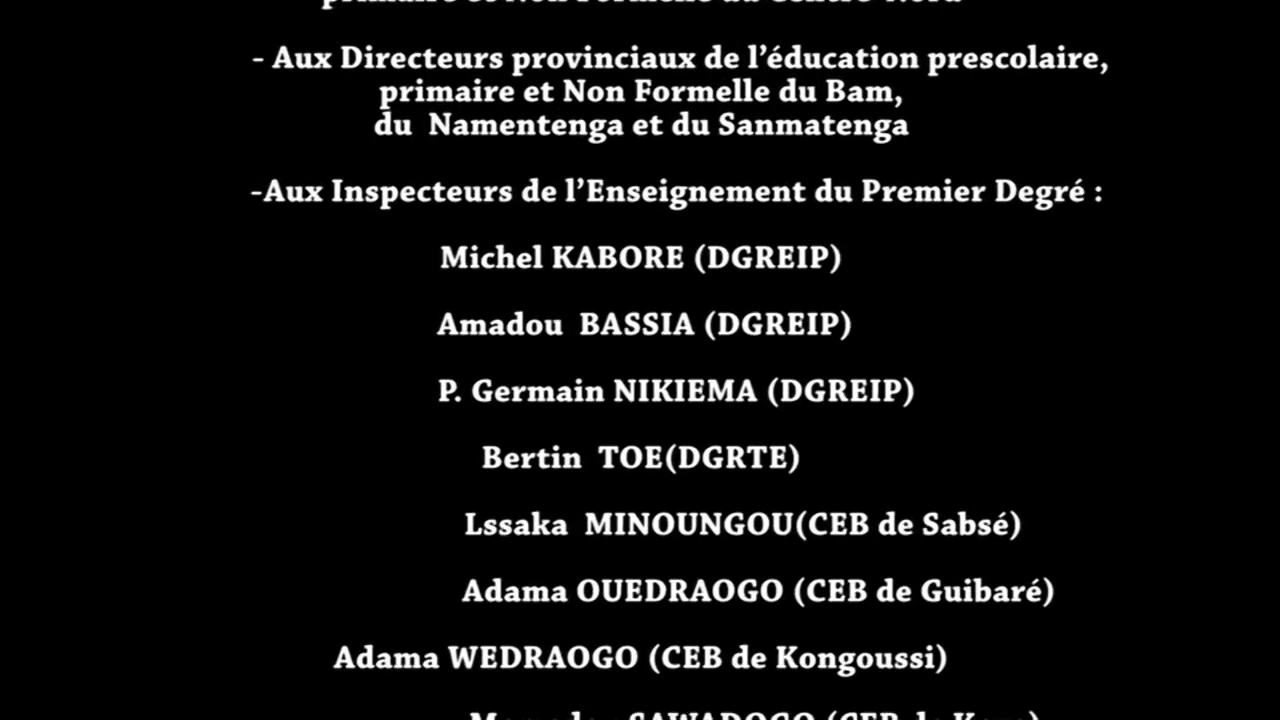 - Aux Directeurs provinciaux de l’éducation prescolaire,
primaire et Non Formelle du Bam,
du Namentenga et du Sanmatenga
-Aux Inspecteurs de l’Enseignement du Premier Degré :
Michel KABORE (DGREIP)
Amadou BASSIA (DGREIP)
P. Germain NIKIEMA (DGREIP)
Bertin TOE(DGRTE)
Lssaka MINOUNGOU(CEB de Sabsé)
Adama OUEDRAOGO (CEB de Guibaré)
Adama WEDRAOGO (CEB de Kongoussi)